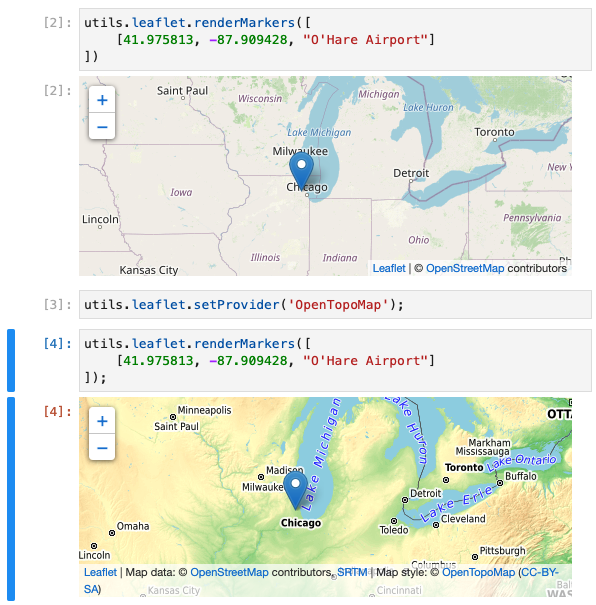 [2]: utils.leaflet.renderMarkers([
[41.975813, -87.909428, "O'Hare Airport"]
])
[2]:
+
−
Saint Paul
Wisconsin
Michigan
Lake Huron
Lake Michigan
Toronto
Milwaukee
Detroit
New Y
Chicago
Iowa
Lincoln
Pennsylvania
Ohio
Illinois
Indiana
Kansas City
Leaflet | © OpenStreetMap contributors
[3]: utils.leaflet.setProvider('OpenTopoMap');
[4]: utils.leaflet.renderMarkers([
[41.975813, -87.909428, "O'Hare Airport"]
]);
[4]:
+
−
Minneapolis
Saint Paul
Lake Michigan
Lake Huron
OTTA
Markham
Mississauga
Lake Ontario
Toronto
Madison
Buffalo
Milwauke
Detroit
Lake Erie
Chicago
Cleveland
Toledo
Omaha
Lincoln
Pittsburgh
Columbus
Leaflet | Map data: © OpenStreetMap contributors, SRTM | Map style: © OpenTopoMap (CC-BY-
SA)
Kansas City
Cincinnati